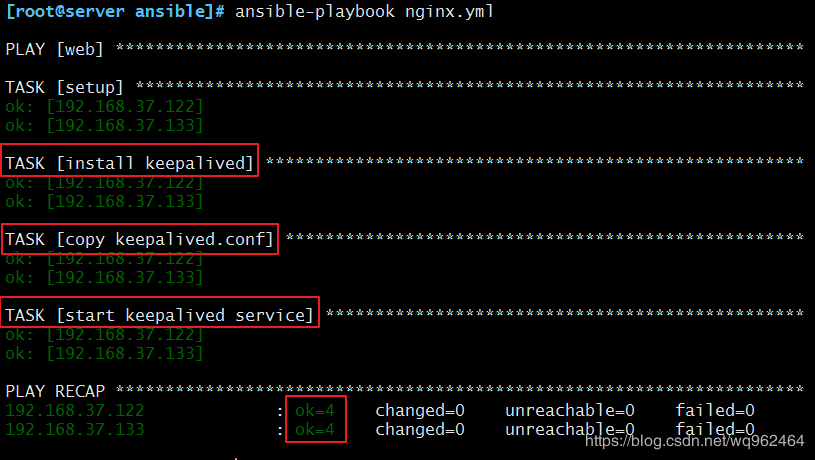 [root@server ansible]# ansible-playbook nginx.yml
PLAY [web] *********************************************************************
TASK [setup] *******************************************************************
ok: [192.168.37.122]
ok: [192.168.37.133]
TASK [install keepalived] ******************************************************
ok: [192.168.37.122]
ok: [192.168.37.133]
TASK [copy keepalived.conf] ****************************************************
ok: [192.168.37.122]
ok: [192.168.37.133]
TASK [start keepalived service] ************************************************
ok: [192.168.37.122]
ok: [192.168.37.133]
PLAY RECAP *********************************************************************
192.168.37.122 : ok=4 changed=0 unreachable=0 failed=0
192.168.37.133 : ok=4 changed=0 unreachable=0 failed=0
https://blog.csdn.net/wq962464